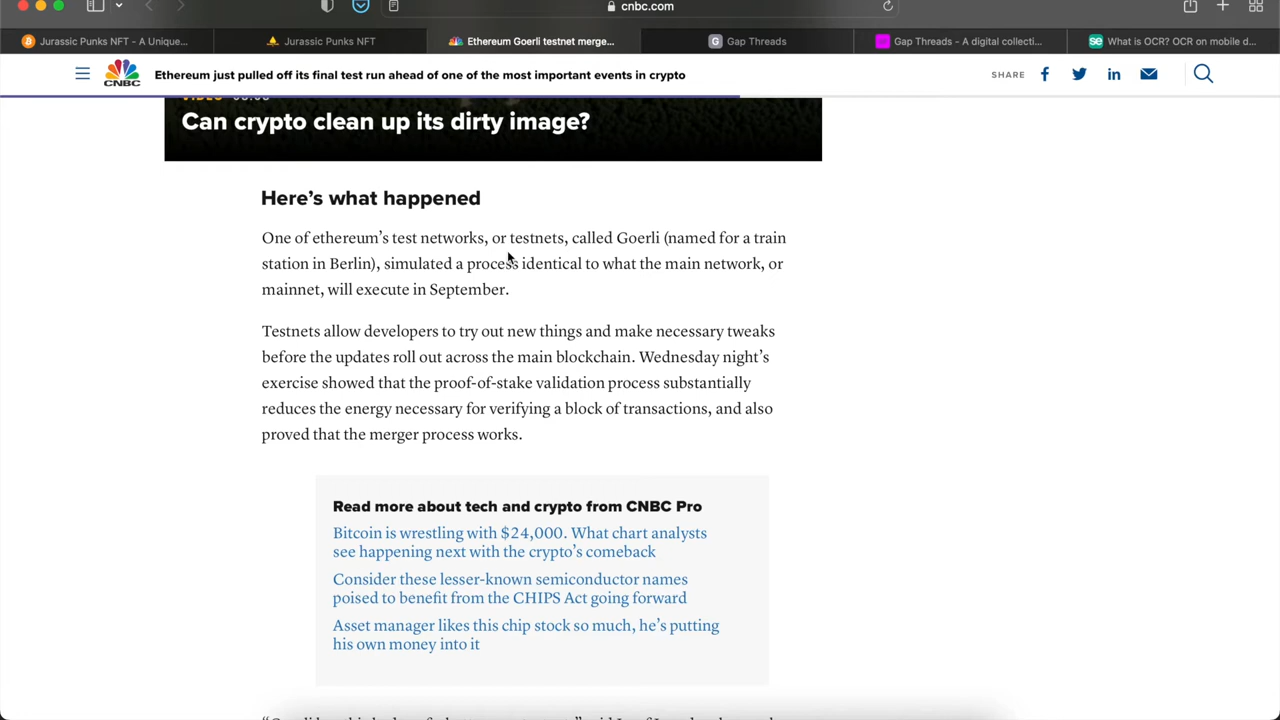 cnbc.com
Jurassic Punks NFT - A Unique...
Jurassic Punks NFT
Ethereum Goerli testnet merge...
Gap Threads
Gap Threads - A digital collecti...
What is OCR? OCR on mobile d...
CNBC
Ethereum just pulled off its final test run ahead of one of the most important events in crypto
SHARE
Can crypto clean up its dirty image?
Here's what happened
One of ethereum's test networks, or testnets, called Goerli (named for a train
station in Berlin), simulated a process identical to what the main network, or
mainnet, will execute in September.
Testnets allow developers to try out new things and make necessary tweaks
before the updates roll out across the main blockchain. Wednesday night's
exercise showed that the proof-of-stake validation process substantially
reduces the energy necessary for verifying a block of transactions, and also
proved that the merger process works.
Read more about tech and crypto from CNBC Pro
Bitcoin is wrestling with $24,000. What chart analysts
see happening next with the crypto's comeback
Consider these lesser-known semiconductor names
poised to benefit from the CHIPS Act going forward
Asset manager likes this chip stock so much, he's putting
his own money into it